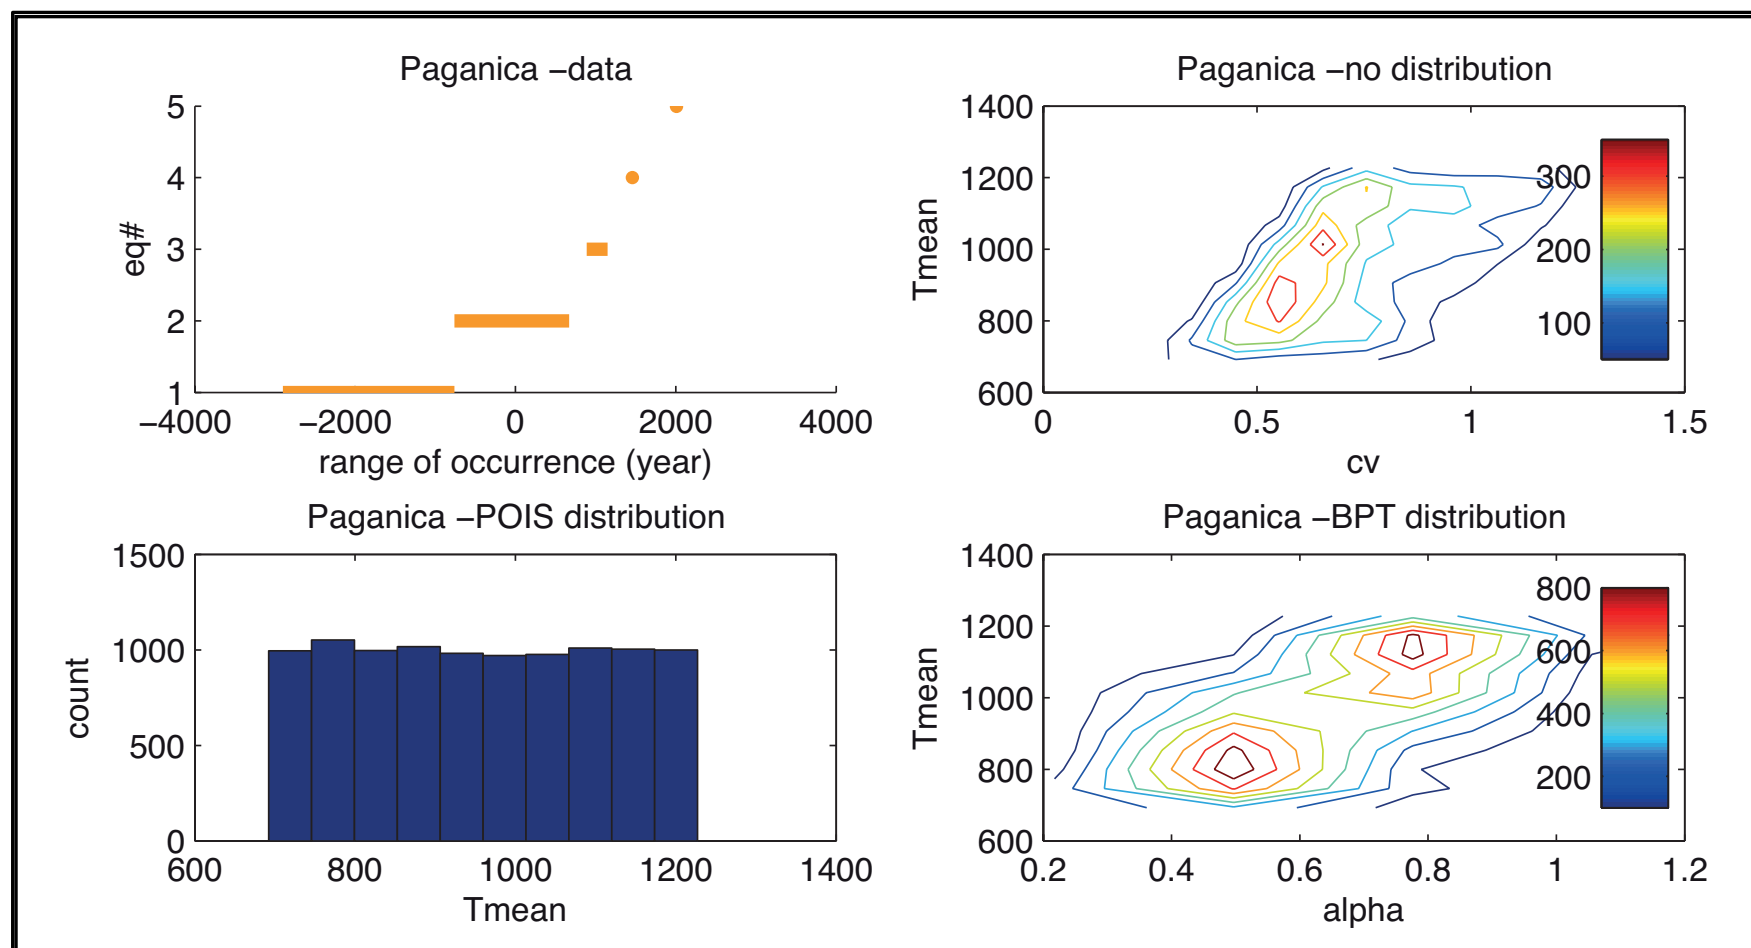 Paganica –data
5
4
3
2
1
eq#
–4000 –2000 0 2000 4000
range of occurrence (year)
Paganica –no distribution
1400
1200
1000
800
600
Tmean
300
200
100
0 0.5 1 1.5
cv
Paganica –POIS distribution
1500
1000
500
0
count
600 800 1000 1200 1400
Tmean
Paganica –BPT distribution
1400
1200
1000
800
600
Tmean
800
600
400
200
0.2 0.4 0.6 0.8 1 1.2
alpha